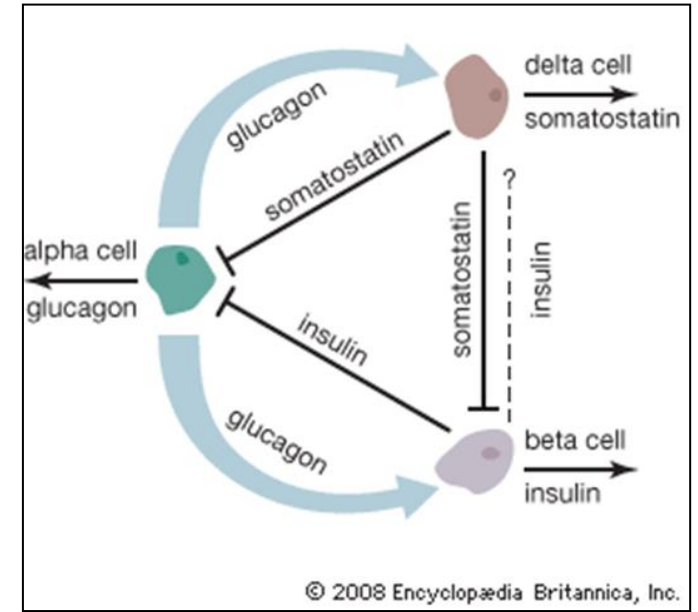 delta cell
somatostatin
glucagon
somatostatin
?
alpha cell
glucagon
somatostatin
insulin
insulin
glucagon
beta cell
insulin
© 2008 Encyclopædia Britannica, Inc.